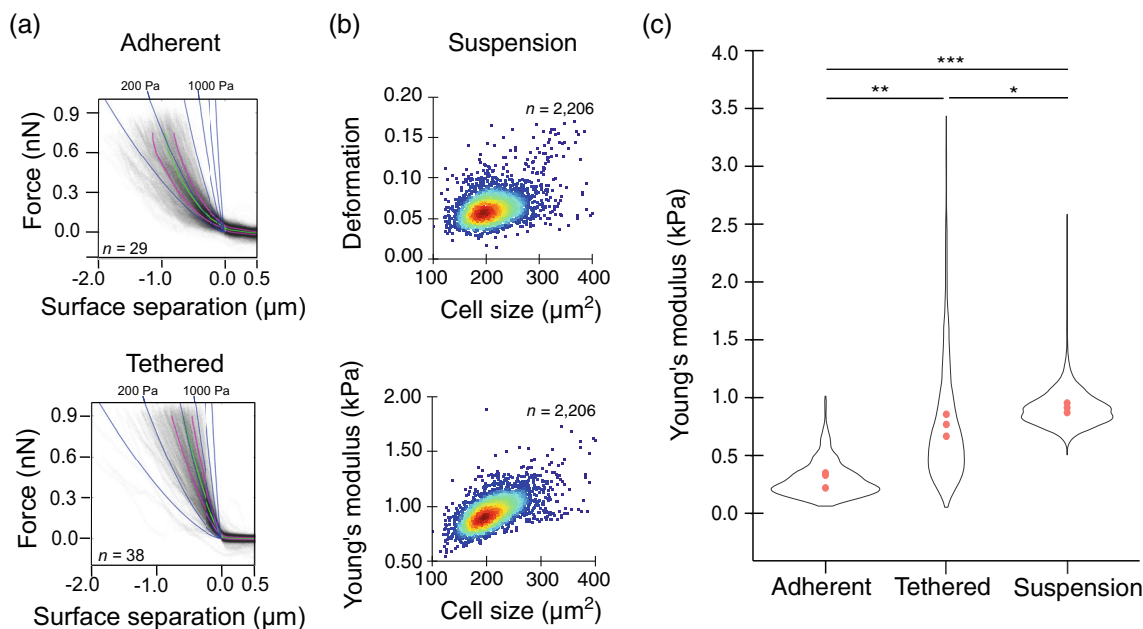 (a)
Adherent
200 Pa
1000 Pa
Force (nN)
0.9
0.6
0.3
0.0
n = 29
-2.0
-1.0
0.0
0.5
Surface separation (µm)
Tethered
200 Pa
1000 Pa
Force (nN)
0.9
0.6
0.3
0.0
n = 38
-2.0
-1.0
0.0
0.5
Surface separation (µm)
(b)
Suspension
n = 2,206
Deformation
0.20
0.15
0.10
0.05
0.00
100
200
300
400
Cell size (µm²)
n = 2,206
Young's modulus (kPa)
2.00
1.50
1.00
0.50
100
200
300
400
Cell size (µm²)
(c)
Young's modulus (kPa)
4.0
3.5
3.0
2.5
2.0
1.5
1.0
0.5
0.0
***
**
*
Adherent
Tethered
Suspension